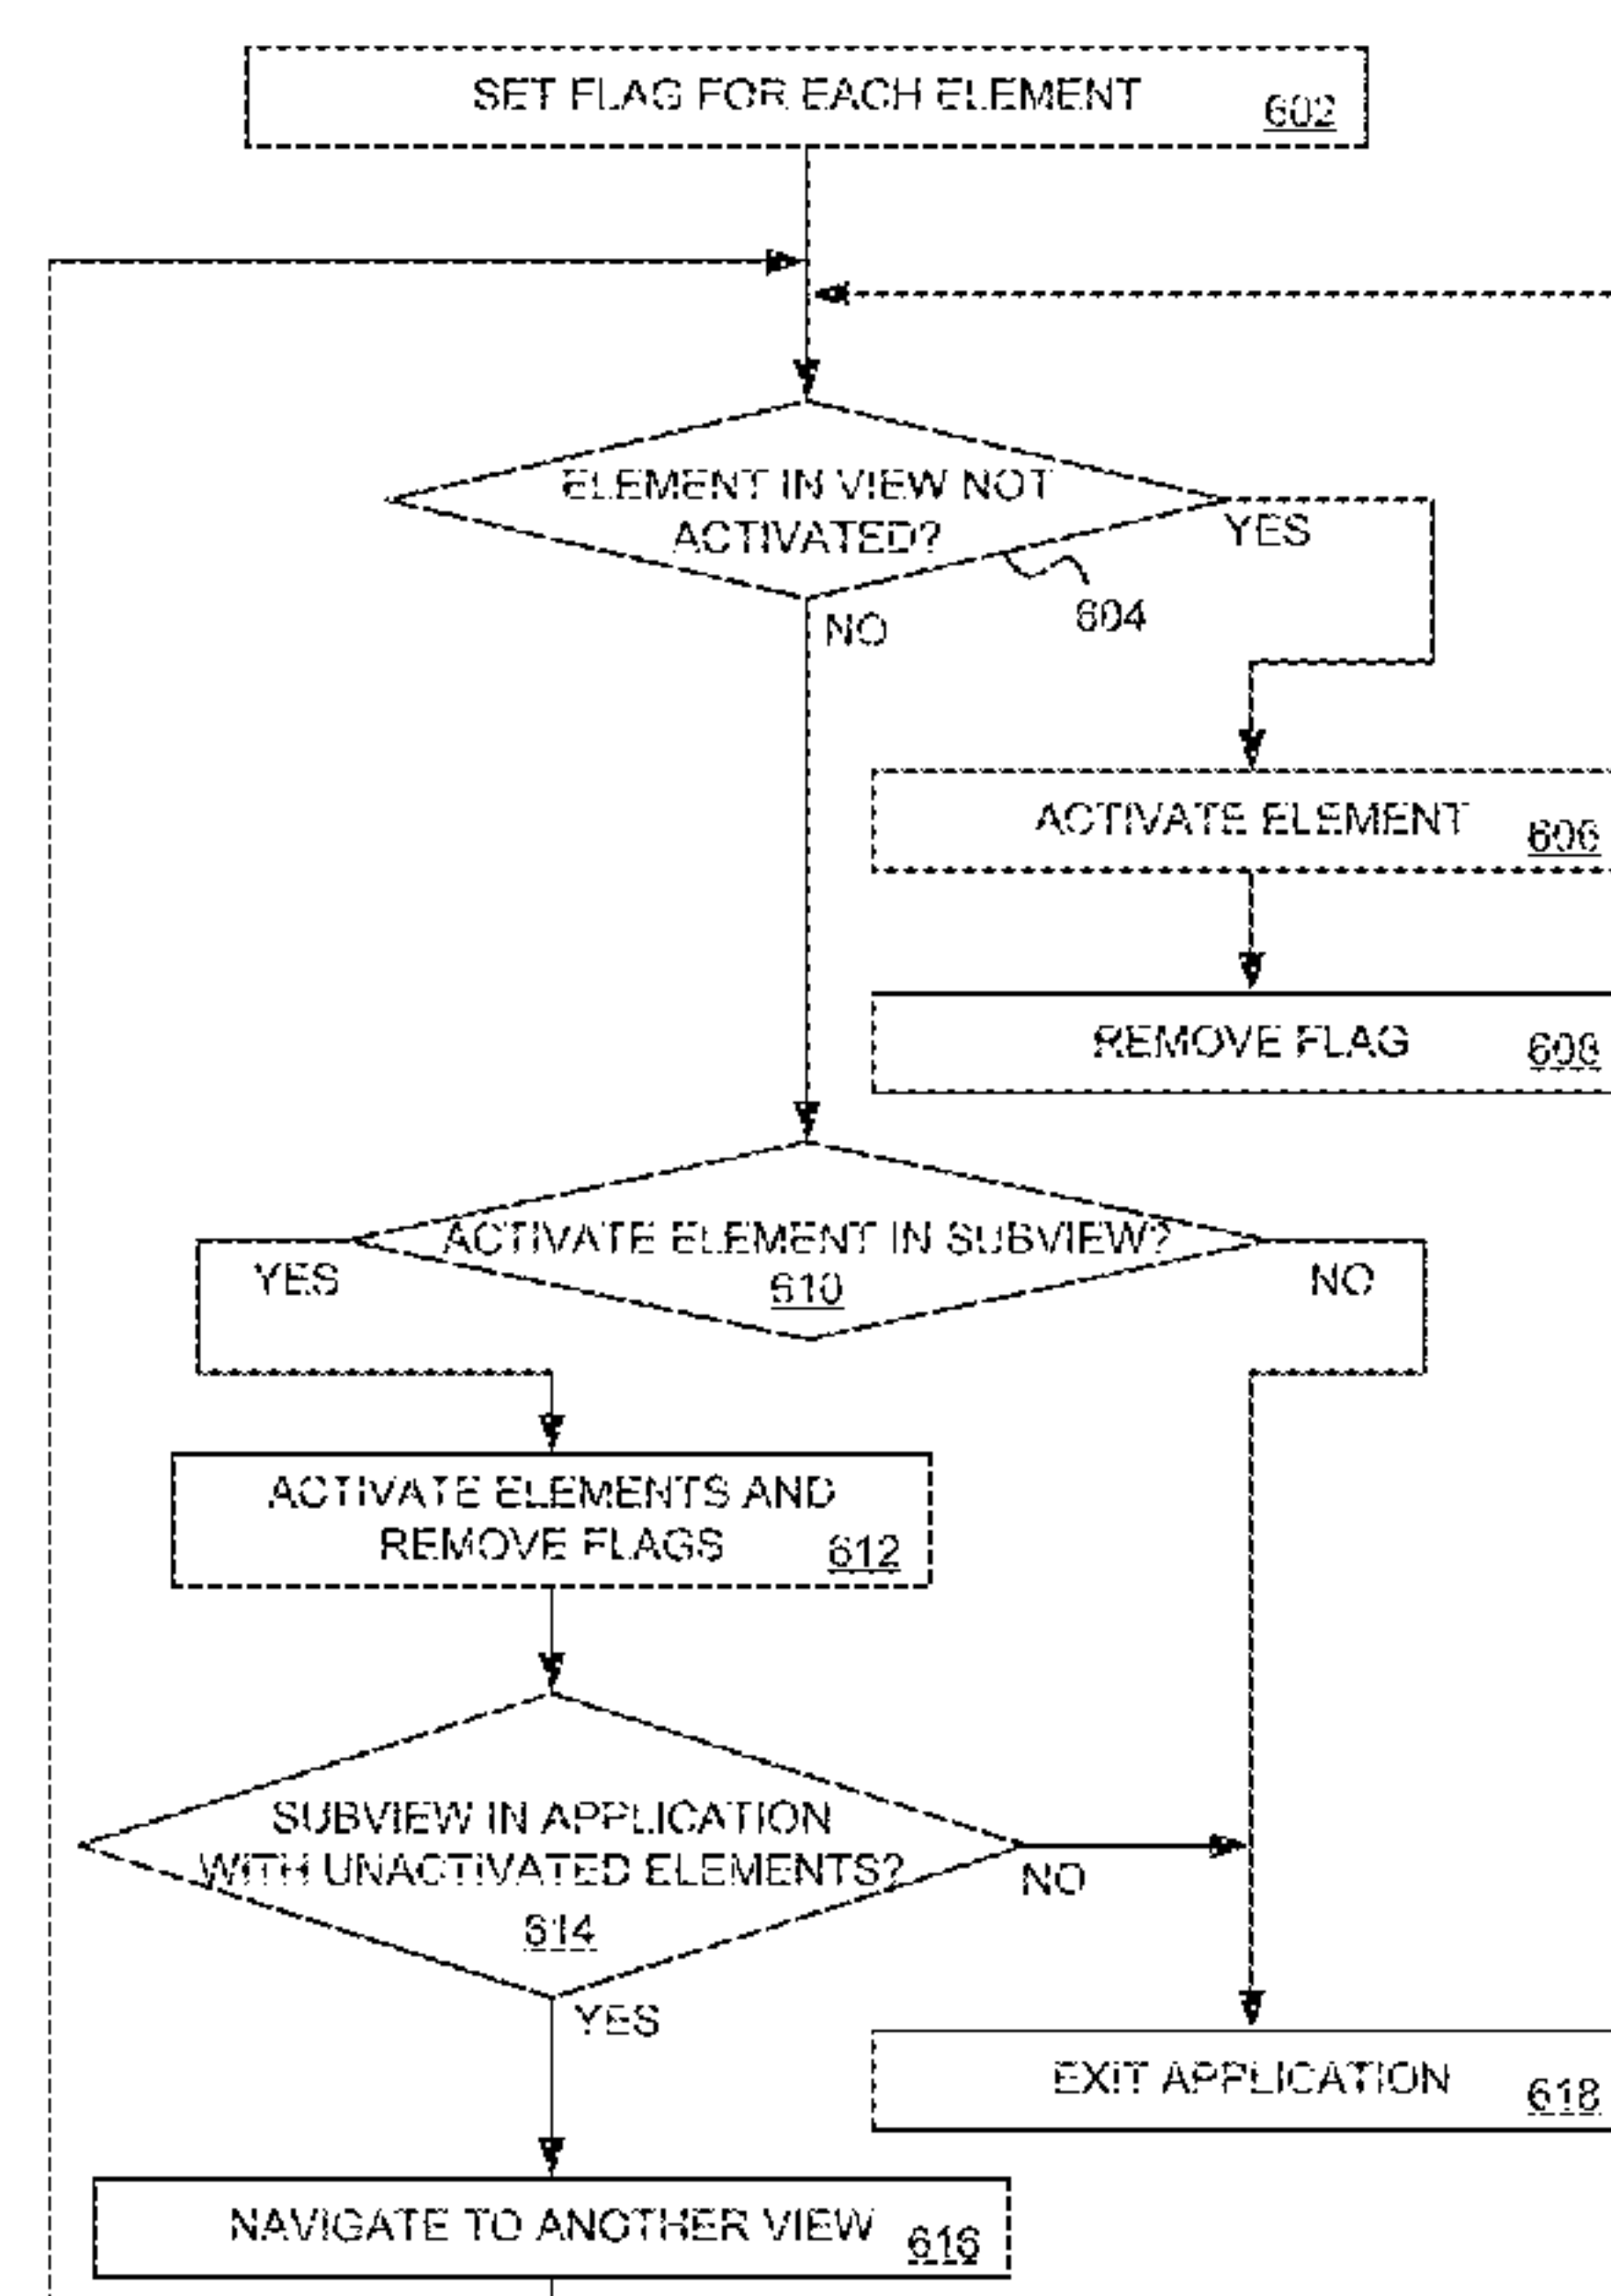 SET FLAG FOR EACH ELEMENT
602
ELEMENT IN VIEW NOT
ACTIVATED?
YES
604
NO
ACTIVATE ELEMENT
606
REMOVE FLAG
608
ACTIVATE ELEMENT IN SUBVIEW?
610
YES
NO
ACTIVATE ELEMENTS AND
REMOVE FLAGS
612
SUBVIEW IN APPLICATION
WITH UNACTIVATED ELEMENTS?
614
NO
YES
EXIT APPLICATION
618
NAVIGATE TO ANOTHER VIEW
616